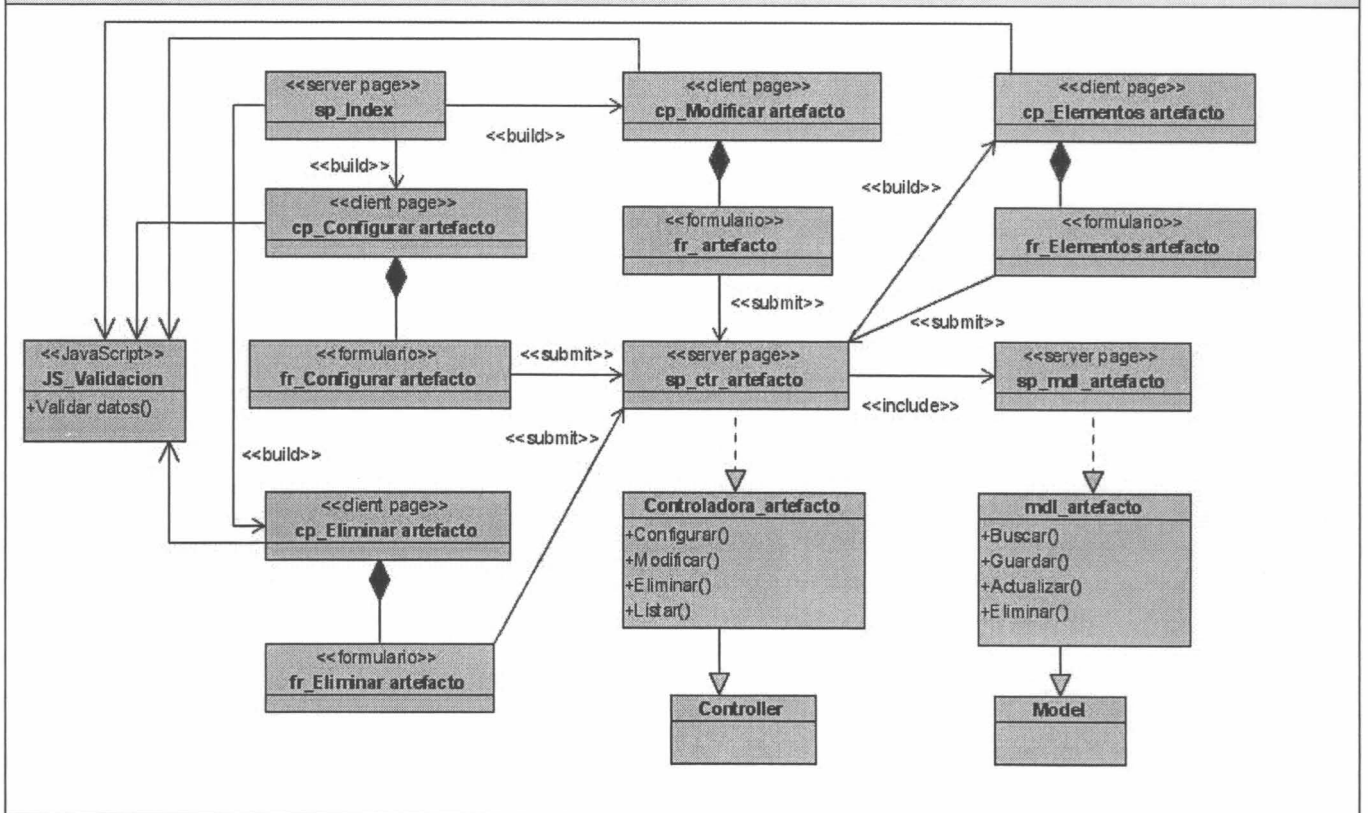 <<server page>>
sp_Index
<<client page>>
cp_Modificar artefacto
<<client page>>
cp_Elementos artefacto
<<build>>
<<build>>
<<build>>
<<client page>>
cp_Configurar artefacto
<<formulario>>
fr_ artefacto
<<formulario>>
fr_Elementos artefacto
<<submit>>
<<submit>>
<<JavaScript>>
JS_Validacion
+Validar datos()
<<formulario>>
fr_Configurar artefacto
<<submit>>
<<server page>>
sp_ctr_artefacto
<<server page>>
sp_mdl_artefacto
<<include>>
<<submit>>
<<build>>
<<client page>>
cp_Eliminar artefacto
Controladora_artefacto
+Configurar()
+Modificar()
+Eliminar()
+Listar()
mdl_artefacto
+Buscar()
+Guardar()
+Actualizar()
+Eliminar()
<<formulario>>
fr_Eliminar artefacto
Controller
Model